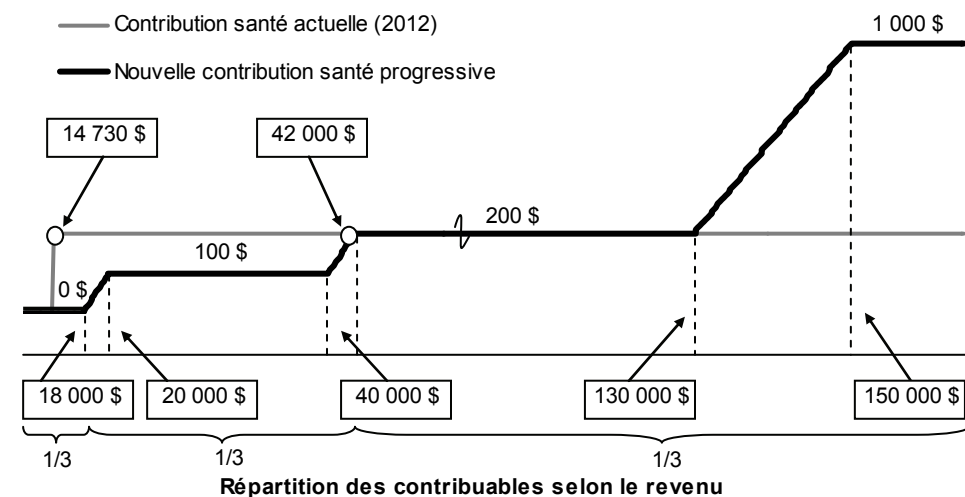 Contribution santé actuelle (2012)
1 000 $
Nouvelle contribution santé progressive
14 730 $
42 000 $
200 $
100 $
0 $
18 000 $
20 000 $
40 000 $
130 000 $
150 000 $
1/3
1/3
1/3
Répartition des contribuables selon le revenu